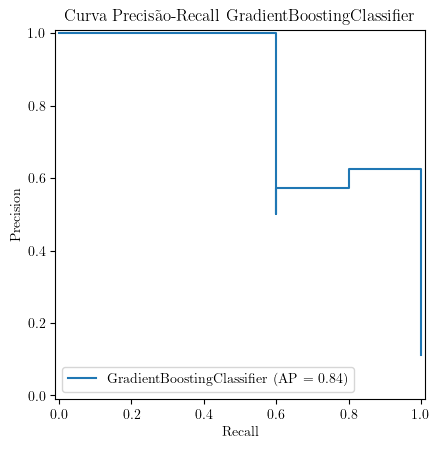 Curva Precisão-Recall GradientBoostingClassifier
1.0
0.8
0.6
0.4
0.2
0.0
Precision
GradientBoostingClassifier (AP = 0.84)
0.0 0.2 0.4 0.6 0.8 1.0
Recall